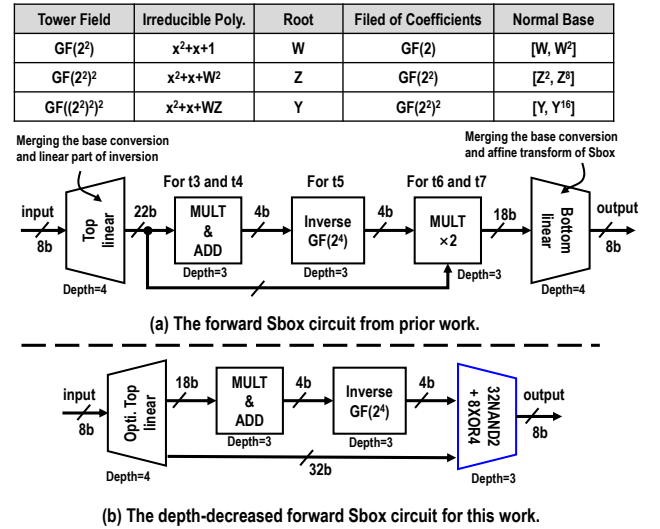 Tower Field Irreducible Poly. Root Filed of Coefficients Normal Base
GF(2²) x²+x+1 W GF(2) [W, W²]
GF(2²)² x²+x+W² Z GF(2²) [Z², Z⁸]
GF((2²)²)² x²+x+WZ Y GF(2²)² [Y, Y¹⁶]
Merging the base conversion
and linear part of inversion
Merging the base conversion
and affine transform of Sbox
For t3 and t4 For t5 For t6 and t7
input
8b
Top
linear
Depth=4
22b
MULT
&
ADD
Depth=3
4b
Inverse
GF(2⁴)
Depth=3
4b
MULT
×2
Depth=3
18b
Bottom
linear
Depth=4
output
8b
(a) The forward Sbox circuit from prior work.
input
8b
Opti. Top
linear
Depth=4
18b
MULT
&
ADD
Depth=3
4b
Inverse
GF(2⁴)
Depth=3
4b
32b
32NAND2
+ 8XOR4
Depth=3
output
8b
(b) The depth-decreased forward Sbox circuit for this work.